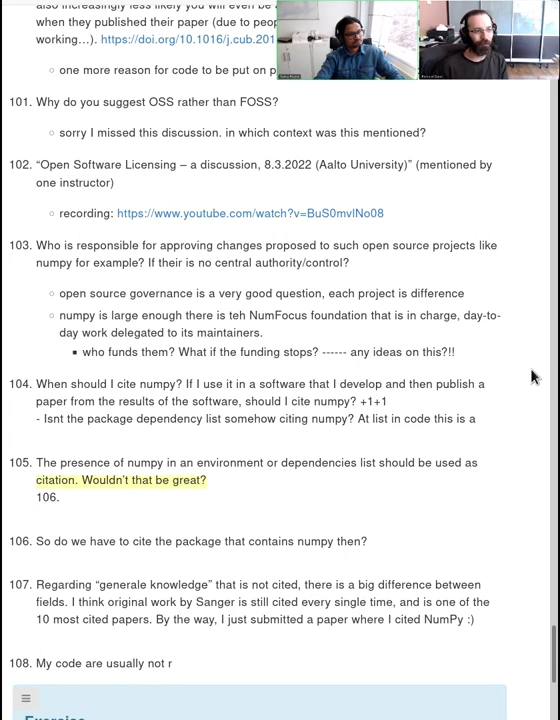 also increasingly less likely you will even be
when they published their paper (due to peop
working…). https://doi.org/10.1016/j.cub.201
○ one more reason for code to be put on p
101. Why do you suggest OSS rather than FOSS?
○ sorry I missed this discussion. in which context was this mentioned?
102. “Open Software Licensing – a discussion, 8.3.2022 (Aalto University)” (mentioned by
one instructor)
○ recording: https://www.youtube.com/watch?v=BuS0mvlNo08
103. Who is responsible for approving changes proposed to such open source projects like
numpy for example? If their is no central authority/control?
○ open source governance is a very good question, each project is difference
○ numpy is large enough there is teh NumFocus foundation that is in charge, day-to-
day work delegated to its maintainers.
▪ who funds them? What if the funding stops? ------ any ideas on this?!!
104. When should I cite numpy? If I use it in a software that I develop and then publish a
paper from the results of the software, should I cite numpy? +1+1
- Isnt the package dependency list somehow citing numpy? At list in code this is a
105. The presence of numpy in an environment or dependencies list should be used as
citation. Wouldn’t that be great?
106.
106. So do we have to cite the package that contains numpy then?
107. Regarding “generale knowledge” that is not cited, there is a big difference between
fields. I think original work by Sanger is still cited every single time, and is one of the
10 most cited papers. By the way, I just submitted a paper where I cited NumPy :)
108. My code are usually not r
Exercise